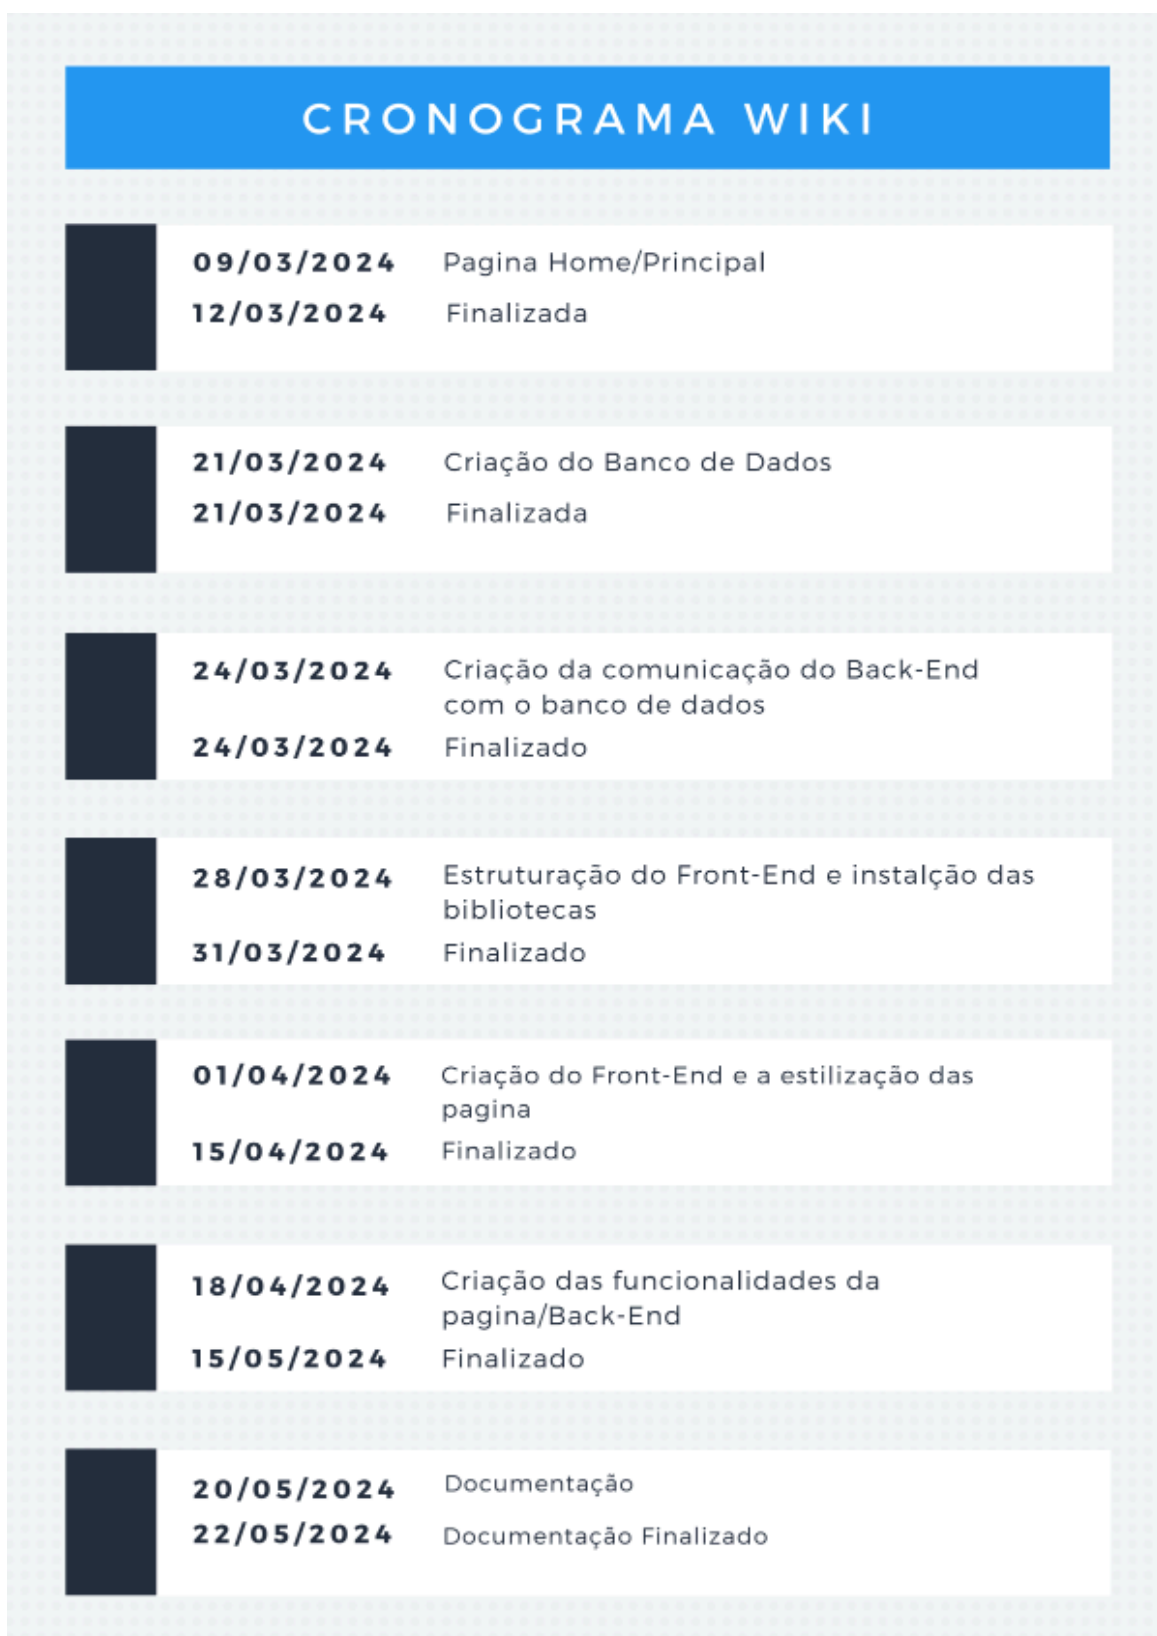 CRONOGRAMA WIKI
09/03/2024 Pagina Home/Principal
12/03/2024 Finalizada
21/03/2024 Criação do Banco de Dados
21/03/2024 Finalizada
24/03/2024 Criação da comunicação do Back-End
com o banco de dados
24/03/2024 Finalizado
28/03/2024 Estruturação do Front-End e instalção das
bibliotecas
31/03/2024 Finalizado
01/04/2024 Criação do Front-End e a estilização das
pagina
15/04/2024 Finalizado
18/04/2024 Criação das funcionalidades da
pagina/Back-End
15/05/2024 Finalizado
20/05/2024 Documentação
22/05/2024 Documentação Finalizado